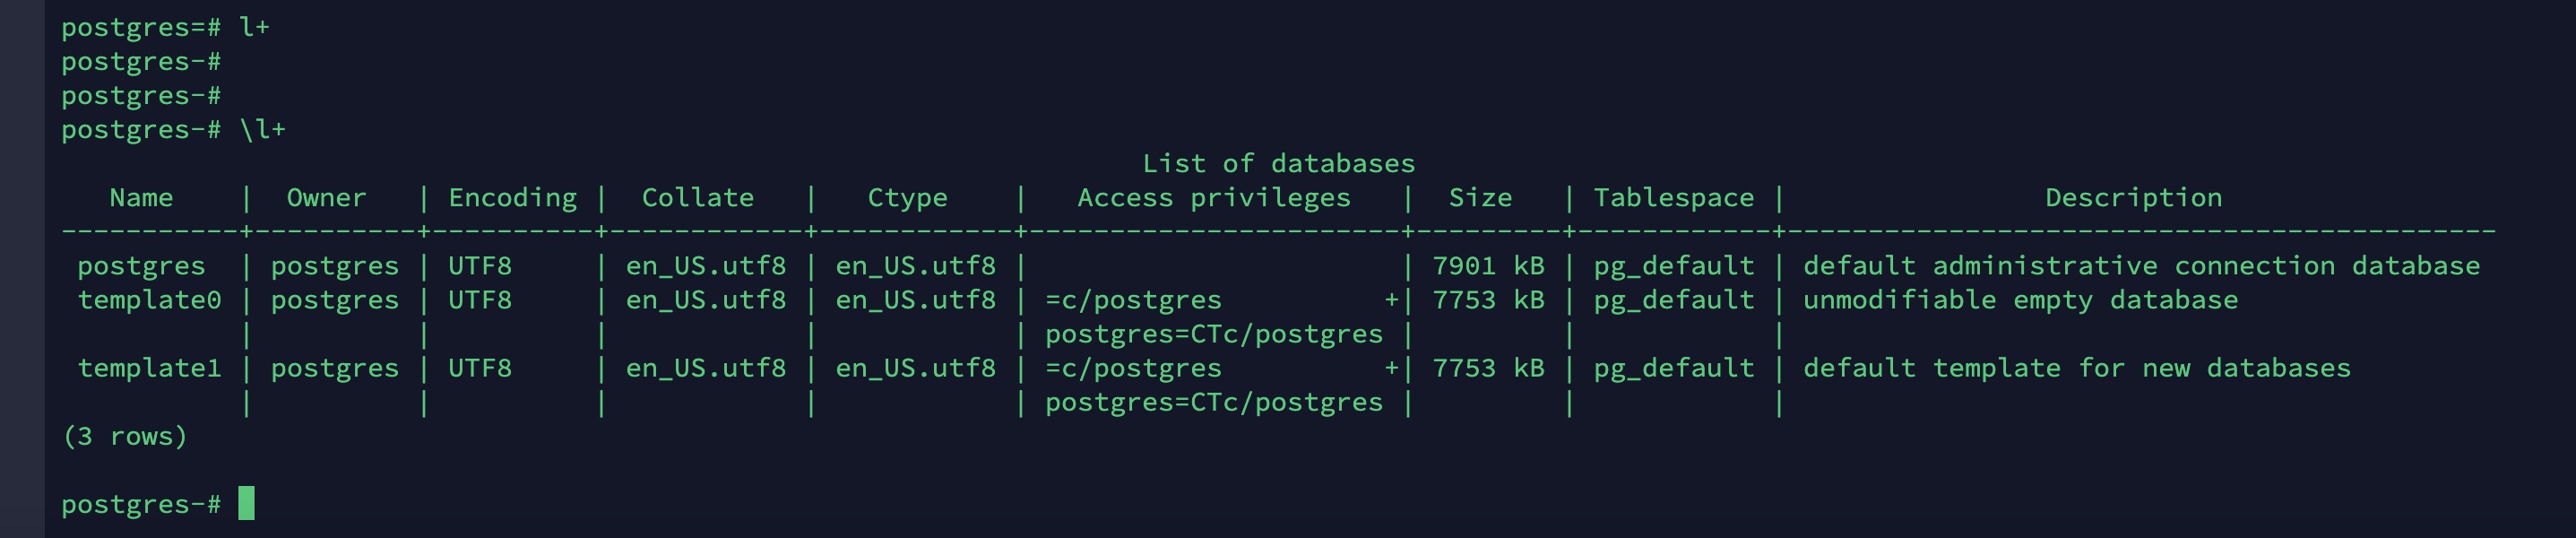 postgres=# l+
postgres-#
postgres-#
postgres-# \l+
                                                                   List of databases
   Name    |  Owner   | Encoding |  Collate   |   Ctype    |   Access privileges   |  Size   | Tablespace |                Description
-----------+----------+----------+------------+------------+-----------------------+---------+------------+--------------------------------------------
 postgres  | postgres | UTF8     | en_US.utf8 | en_US.utf8 |                       | 7901 kB | pg_default | default administrative connection database
 template0 | postgres | UTF8     | en_US.utf8 | en_US.utf8 | =c/postgres          +| 7753 kB | pg_default | unmodifiable empty database
           |          |          |            |            | postgres=CTc/postgres |         |            |
 template1 | postgres | UTF8     | en_US.utf8 | en_US.utf8 | =c/postgres          +| 7753 kB | pg_default | default template for new databases
           |          |          |            |            | postgres=CTc/postgres |         |            |
(3 rows)
postgres-#